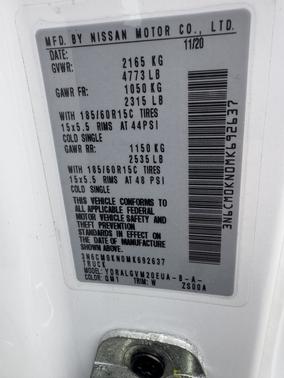 MFD. BY NISSAN MOTOR CO., LTD.
DATE: 11/20
GVWR: 2165 KG
4773 LB
GAWR FR: 1050 KG
2315 LB
WITH 185/60R15C TIRES
15x5.5 RIMS AT 44PSI
COLD SINGLE
GAWR RR: 1150 KG
2535 LB
WITH 185/60R15C TIRES
15x5.5 RIMS AT 48 PSI
COLD SINGLE
THIS VEHICLE CONFORMS TO
ALL APPLICABLE FEDERAL
MOTOR VEHICLE SAFETY AND
THEFT PREVENTION
STANDARDS IN EFFECT ON
THE DATE OF MANUFACTURE
SHOWN ABOVE.
3N6CM0KN0MK692637
TRUCK
MODEL: YDRALGVM20EUA-B-A-
COLOR: QM1 TRIM: W ZS00A
3N6CM0KN0MK692637